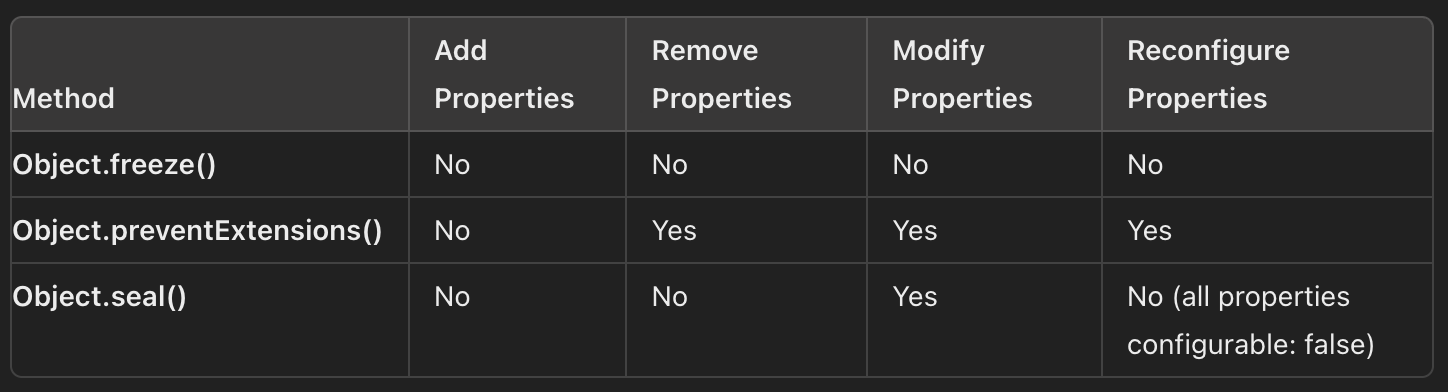 Method
Add
Properties
Remove
Properties
Modify
Properties
Reconfigure
Properties
Object.freeze()
No
No
No
No
Object.preventExtensions()
No
Yes
Yes
Yes
Object.seal()
No
No
Yes
No (all properties
configurable: false)